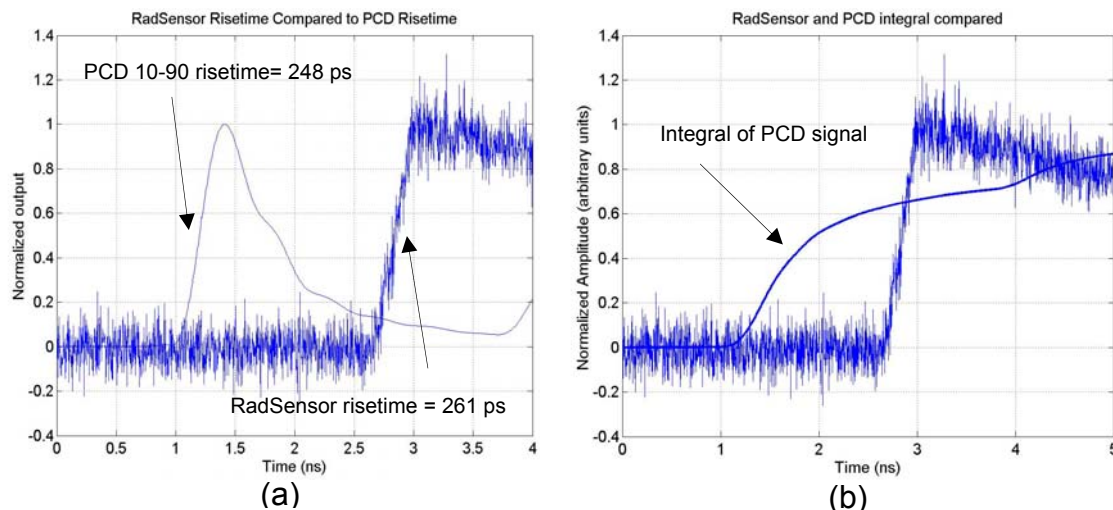 RadSensor Risetime Compared to PCD Risetime
1.4
1.2
1
0.8
0.6
0.4
0.2
0
-0.2
-0.4
Normalized output
PCD 10-90 risetime= 248 ps
RadSensor risetime = 261 ps
0 0.5 1 1.5 2 2.5 3 3.5 4
Time (ns)
(a)
RadSensor and PCD integral compared
1.4
1.2
1
0.8
0.6
0.4
0.2
0
-0.2
-0.4
Normalized Amplitude (arbitrary units)
Integral of PCD signal
0 1 2 3 4 5
Time (ns)
(b)